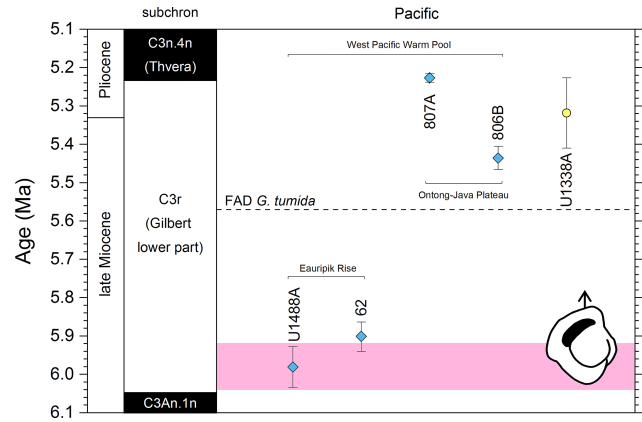 subchron
Pacific
Age (Ma)
5.1
5.2
5.3
5.4
5.5
5.6
5.7
5.8
5.9
6.0
6.1
Pliocene
late Miocene
C3n.4n
(Thvera)
C3r
(Gilbert
lower part)
C3An.1n
West Pacific Warm Pool
807A
806B
U1338A
Ontong-Java Plateau
FAD G. tumida
Eauripik Rise
U1488A
62